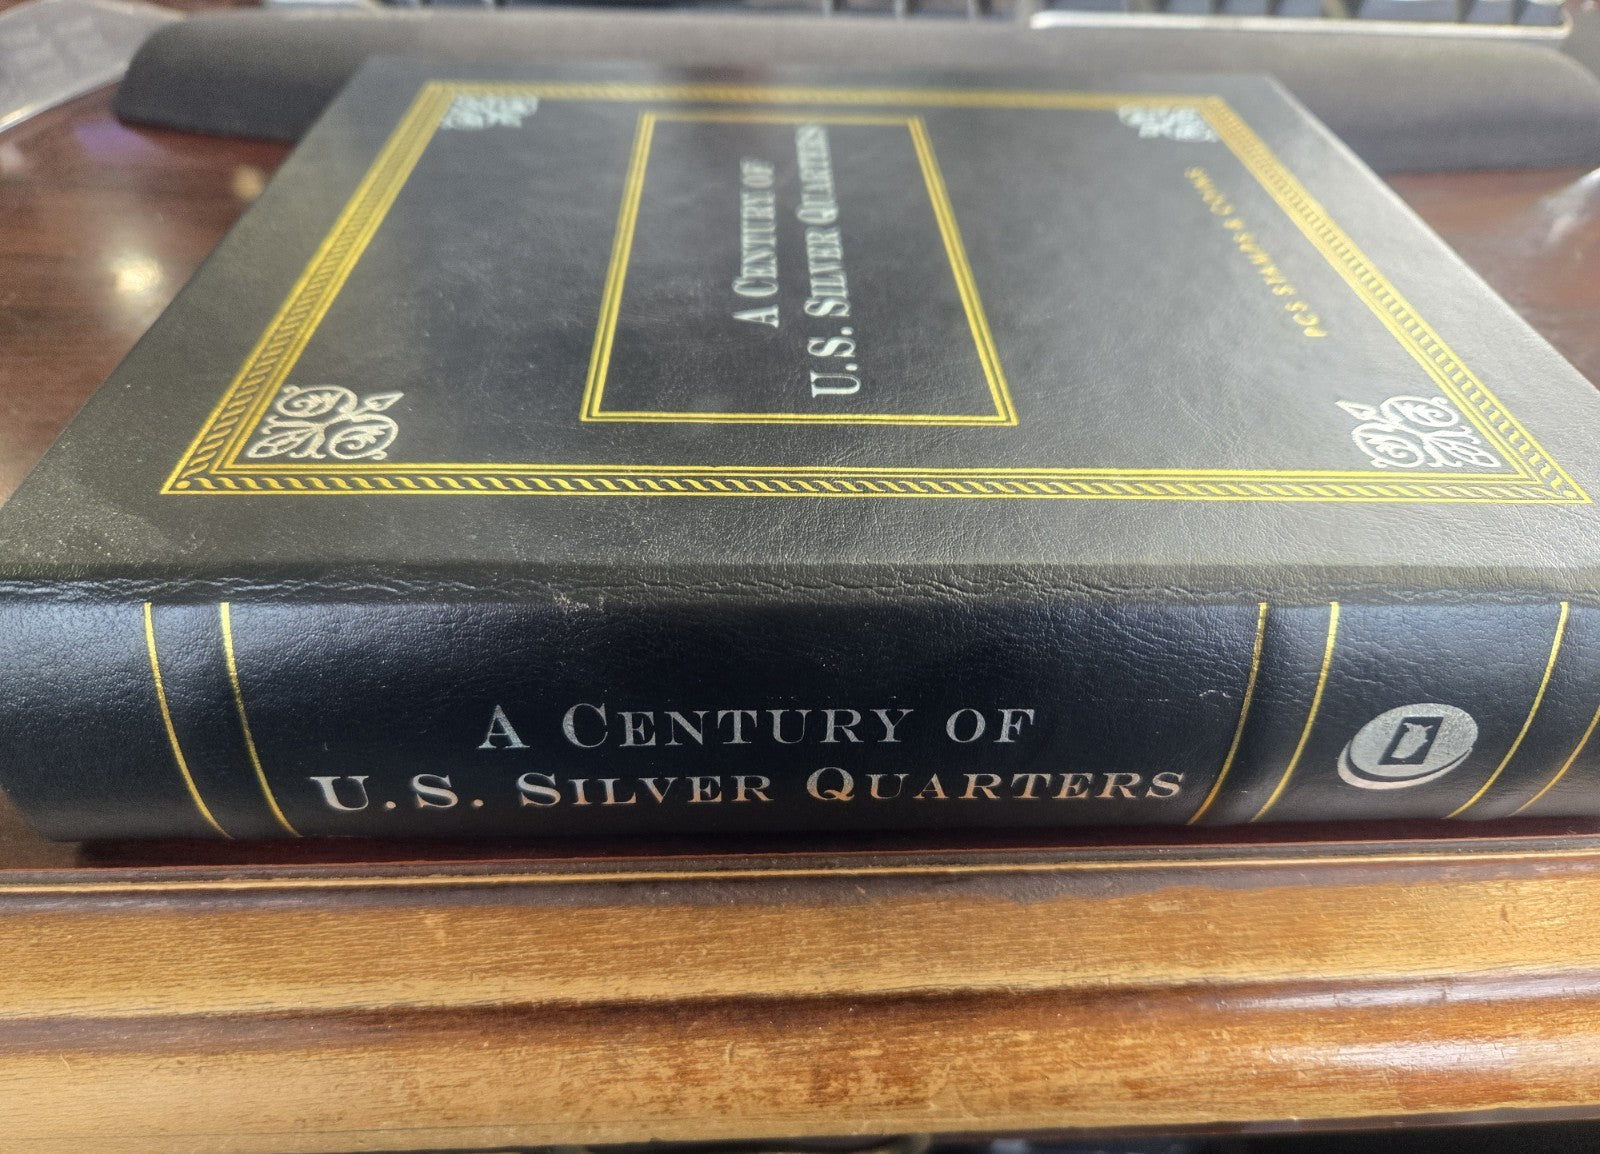 A CENTURY OF
U.S. SILVER QUARTERS
PCS STAMPS & COINS
A CENTURY OF
U.S. SILVER QUARTERS